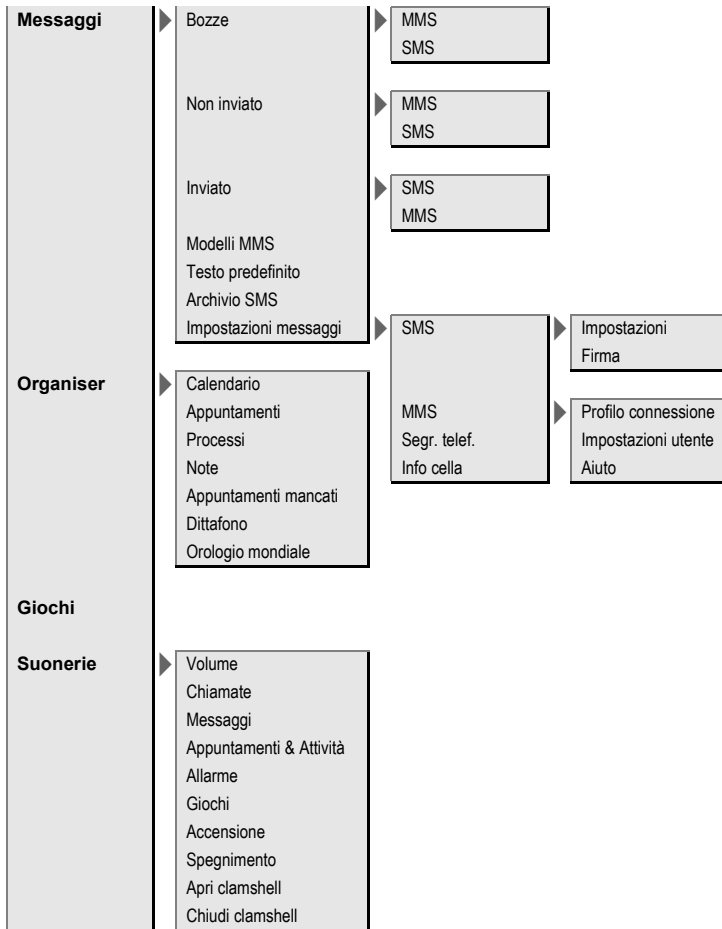 Messaggi Bozze MMS
SMS
Non inviato MMS
SMS
Inviato SMS
MMS
Modelli MMS
Testo predefinito
Archivio SMS
Impostazioni messaggi SMS Impostazioni
Firma
Organiser Calendario
Appuntamenti MMS Profilo connessione
Processi Segr. telef. Impostazioni utente
Note Info cella Aiuto
Appuntamenti mancati
Dittafono
Orologio mondiale
Giochi
Suonerie Volume
Chiamate
Messaggi
Appuntamenti & Attività
Allarme
Giochi
Accensione
Spegnimento
Apri clamshell
Chiudi clamshell